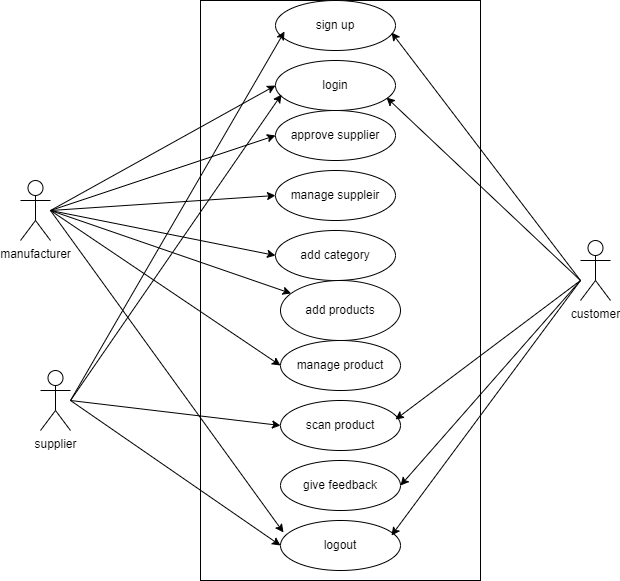 sign up
login
approve supplier
manage suppleir
manufacturer
add category
add products
customer
manage product
scan product
supplier
give feedback
logout